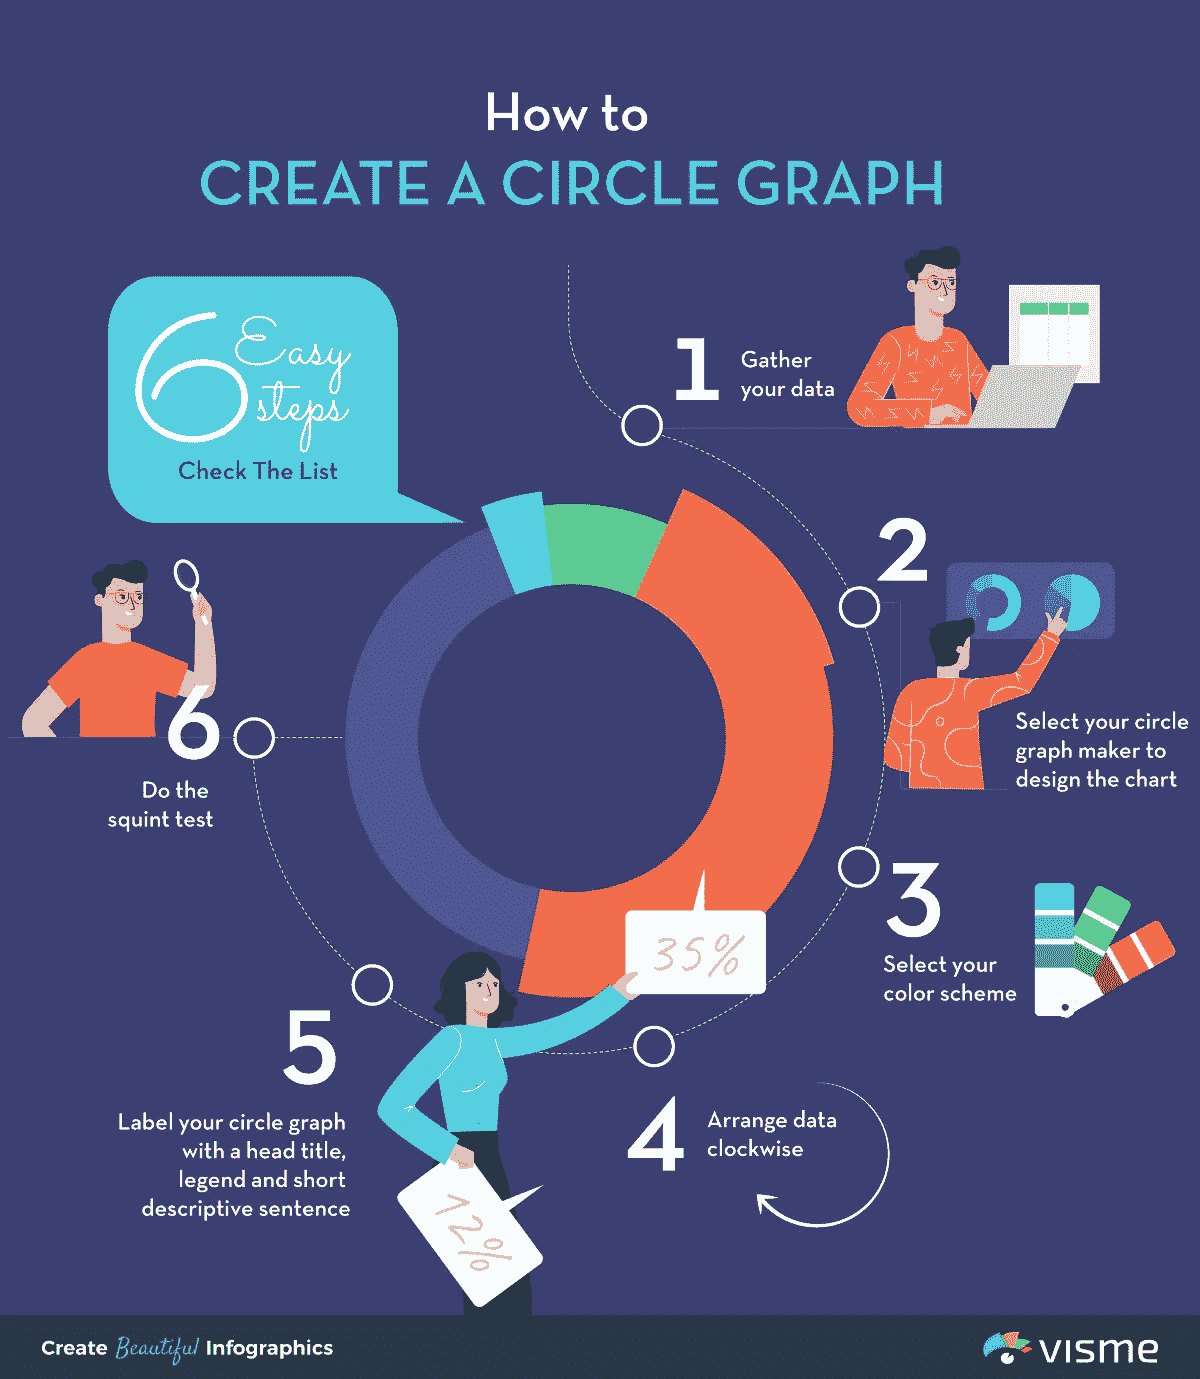 How to
CREATE A CIRCLE GRAPH
6 Easy
steps
Check The List
1
Gather
your data
2
Select your circle
graph maker to
design the chart
3
Select your
color scheme
4
Arrange data
clockwise
5
Label your circle graph
with a head title,
legend and short
descriptive sentence
6
Do the
squint test
35%
12%
Create Beautiful Infographics
visme